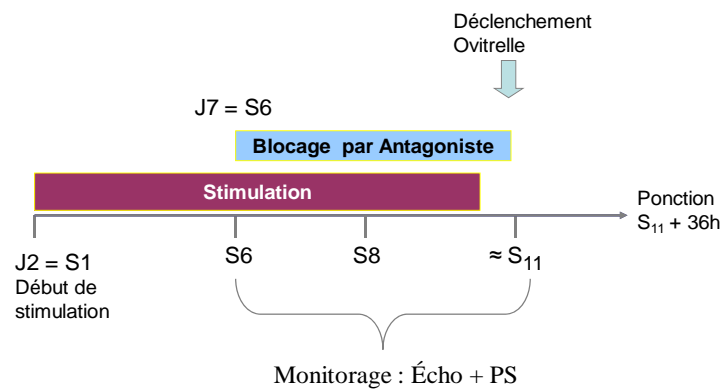 Déclenchement
Ovitrelle
J7 = S6
Blocage par Antagoniste
Stimulation
Ponction
S₁₁ + 36h
J2 = S1
Début de
stimulation
S6
S8
≈ S₁₁
Monitorage : Écho + PS